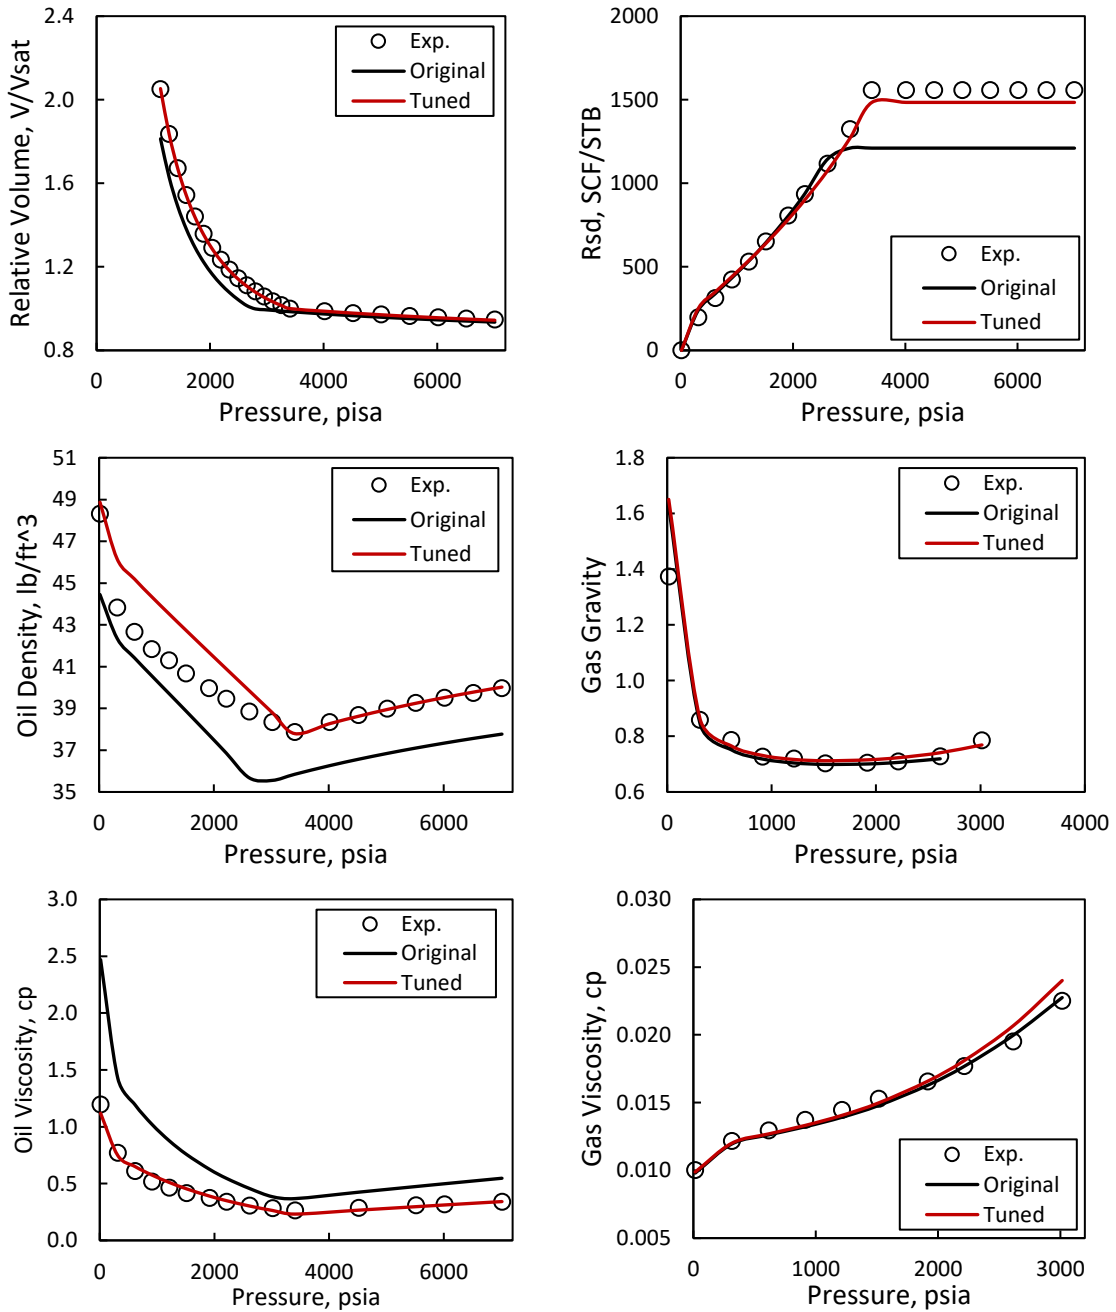 2.4
2.0
1.6
1.2
0.8
Relative Volume, V/Vsat
Exp.
Original
Tuned
0
2000
4000
6000
Pressure, pisa
2000
1500
1000
500
0
Rsd, SCF/STB
Exp.
Original
Tuned
0
2000
4000
6000
Pressure, psia
51
49
47
45
43
41
39
37
35
Oil Density, lb/ft^3
Exp.
Original
Tuned
0
2000
4000
6000
Pressure, psia
1.8
1.6
1.4
1.2
1.0
0.8
0.6
Gas Gravity
Exp.
Original
Tuned
0
1000
2000
3000
4000
Pressure, psia
3.0
2.5
2.0
1.5
1.0
0.5
0.0
Oil Viscosity, cp
Exp.
Original
Tuned
0
2000
4000
6000
Pressure, psia
0.030
0.025
0.020
0.015
0.010
0.005
Gas Viscosity, cp
Exp.
Original
Tuned
0
1000
2000
3000
Pressure, psia